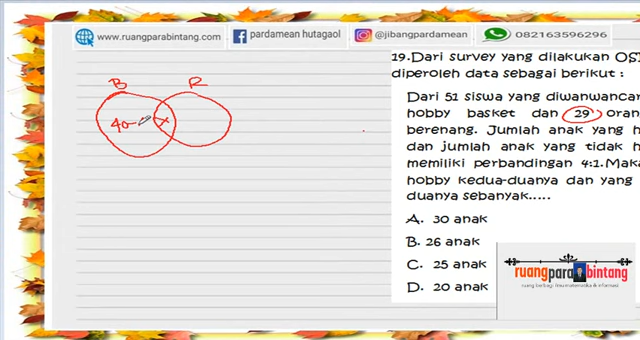 www.ruangparabintang.com
pardamean hutagaol
@jibangpardamean
082163596296
19.Dari survey yang dilakukan OSI
diperoleh data sebagai berikut :
Dari 51 siswa yang diwawancar
hobby basket dan 29 oran
berenang. Jumlah anak yang h
dan jumlah anak yang tidak h
memiliki perbandingan 4:1.Maka
hobby kedua-duanya dan yang
duanya sebanyak.....
A. 30 anak
B. 26 anak
C. 25 anak
D. 20 anak
B R
40- x
ruangparabintang